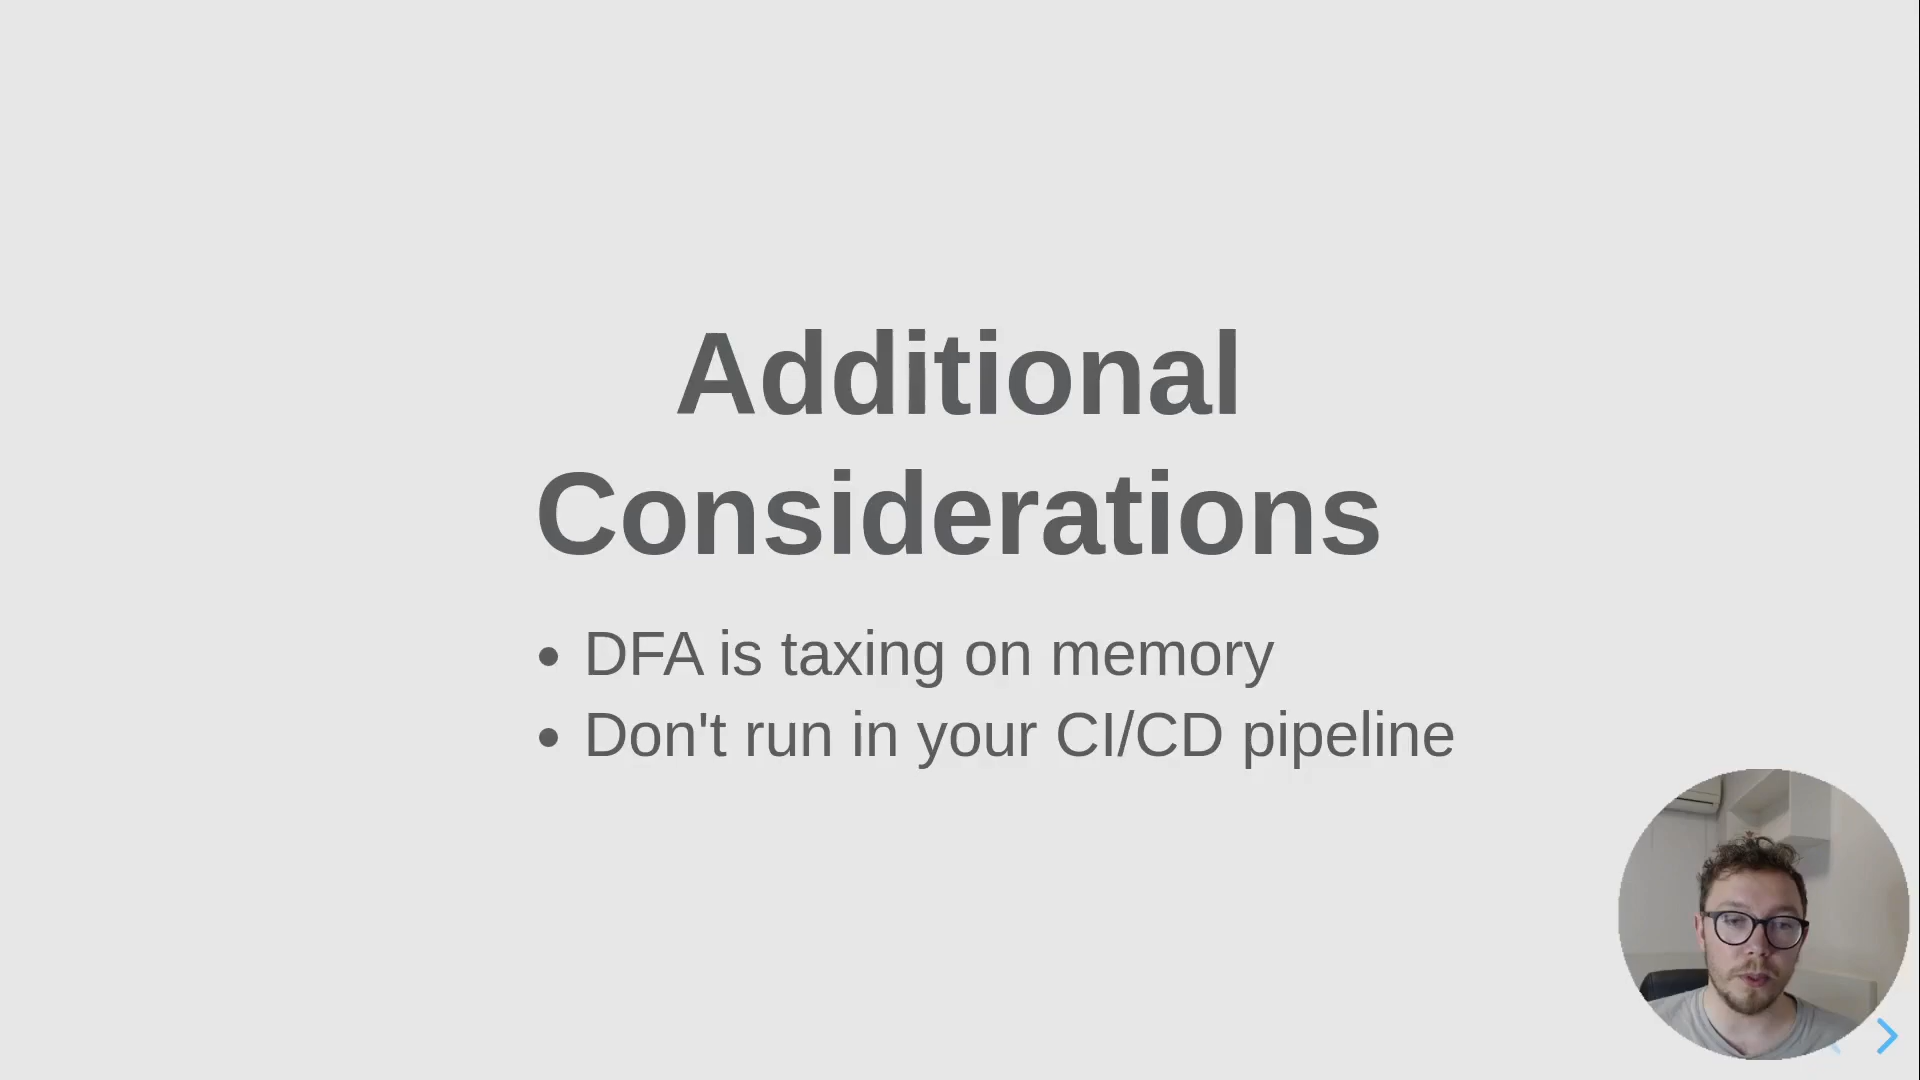 Additional
Considerations
• DFA is taxing on memory
• Don't run in your CI/CD pipeline